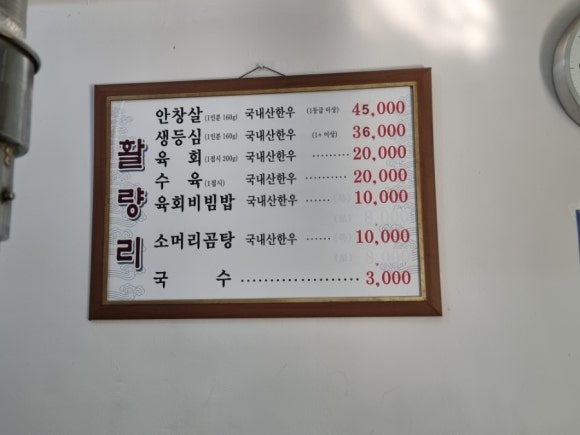 활량리
안창살 (1인분 160g) 국내산한우 (1등급 이상) 45,000
생등심 (1인분 160g) 국내산한우 (1+ 이상) 36,000
육 회 (1접시 200g) 국내산한우 ········· 20,000
수 육 (1접시) 국내산한우 ·········· 20,000
육회비빔밥 국내산한우 ······ 10,000
소머리곰탕 국내산한우 ······ 10,000
국 수 ···················· 3,000